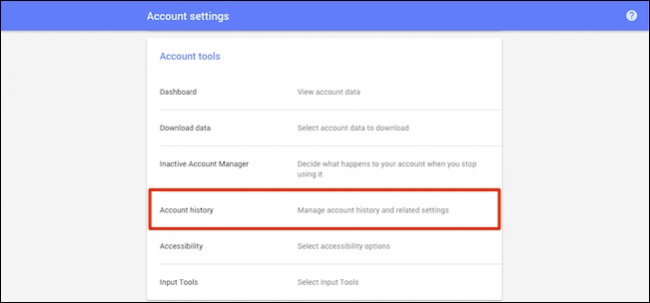 Account settings
Account tools
Dashboard View account data
Download data Select account data to download
Inactive Account Manager Decide what happens to your account when you stop
using it
Account history Manage account history and related settings
Accessibility Select accessibility options
Input Tools Select Input Tools